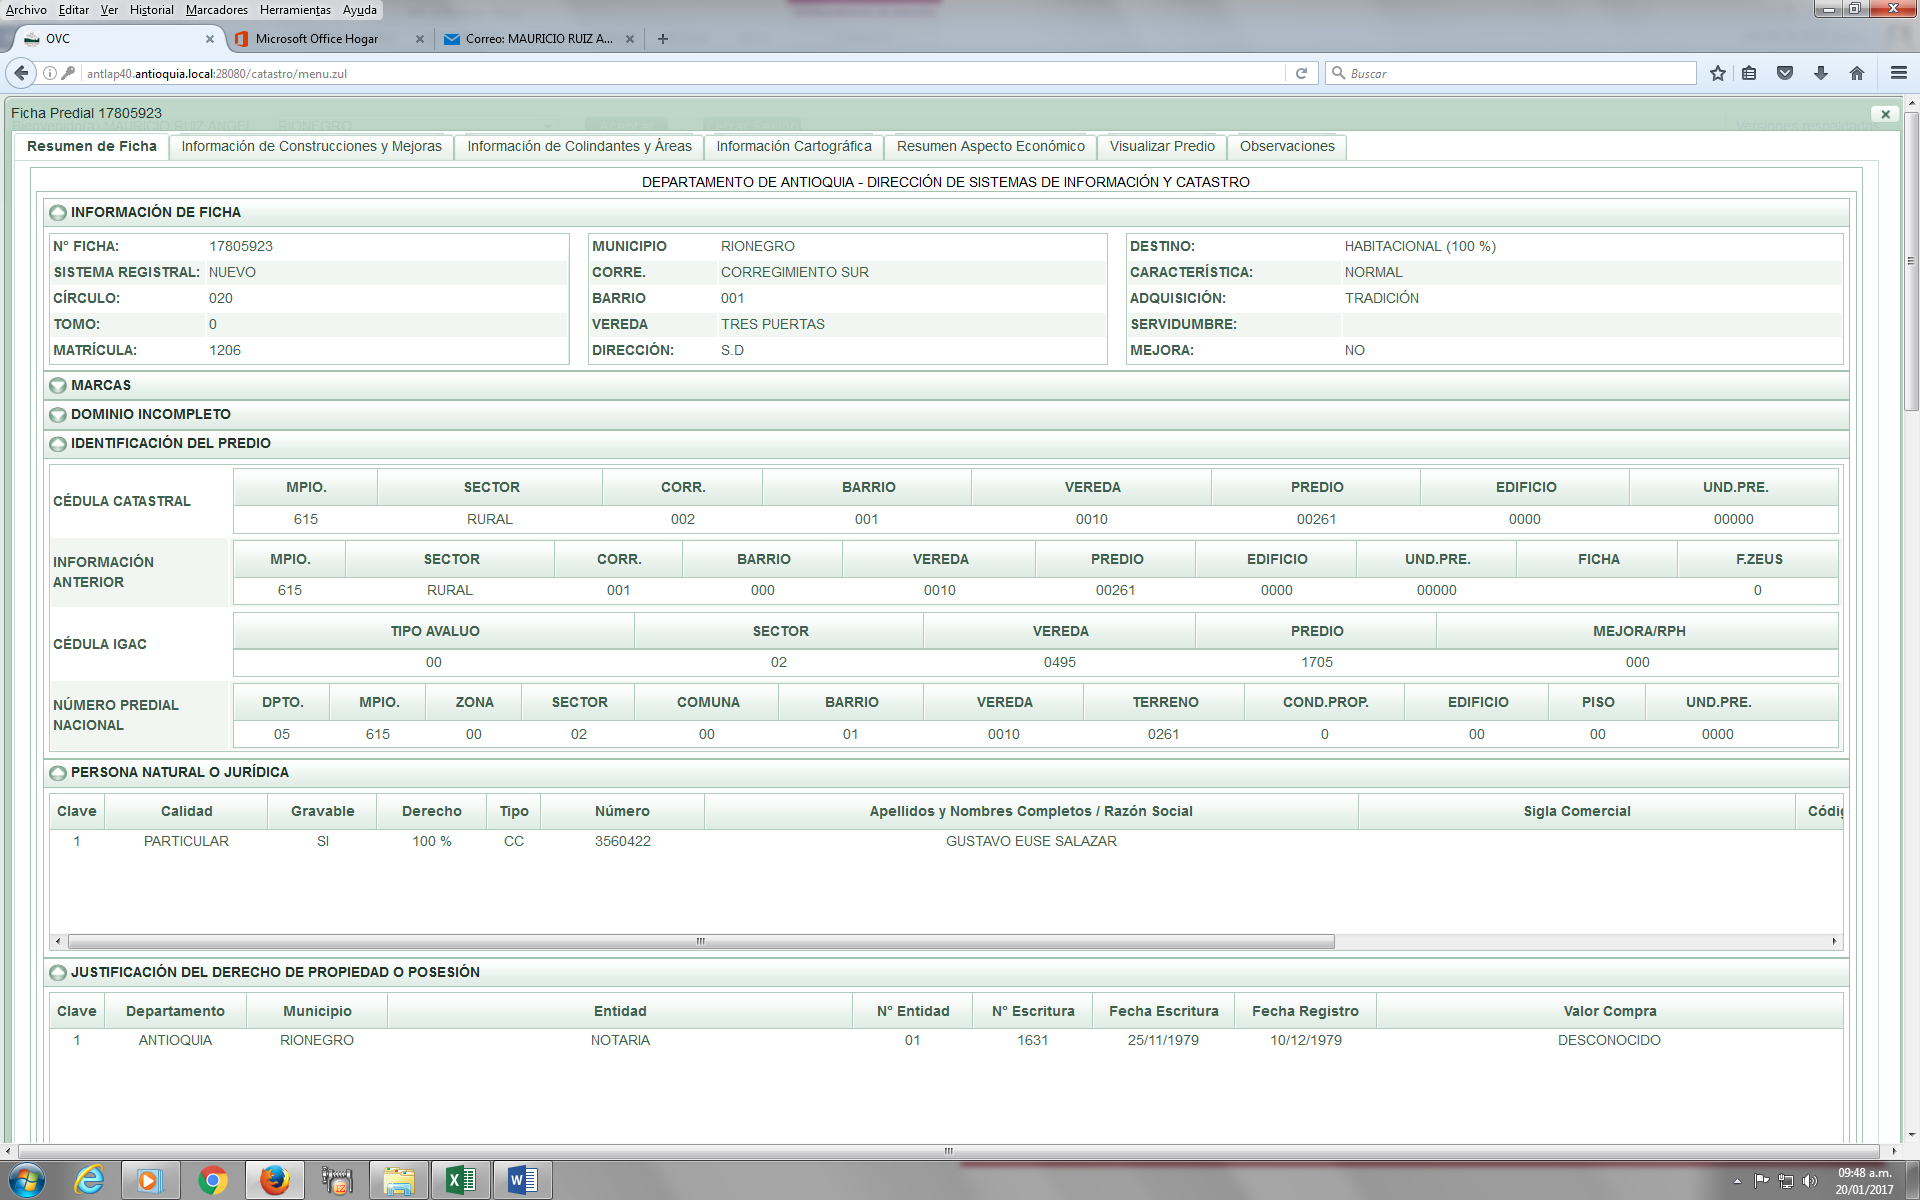 Archivo Editar Ver Historial Marcadores Herramientas Ayuda
OVC
Microsoft Office Hogar
Correo: MAURICIO RUIZ A...
antlap40.antioquia.local:28080/catastro/menu.zul
Buscar
Ficha Predial 17805923
Resumen de Ficha
Información de Construcciones y Mejoras
Información de Colindantes y Áreas
Información Cartográfica
Resumen Aspecto Económico
Visualizar Predio
Observaciones
DEPARTAMENTO DE ANTIOQUIA - DIRECCIÓN DE SISTEMAS DE INFORMACIÓN Y CATASTRO
INFORMACIÓN DE FICHA
N° FICHA: 17805923
SISTEMA REGISTRAL: NUEVO
CÍRCULO: 020
TOMO: 0
MATRÍCULA: 1206
MUNICIPIO RIONEGRO
CORRE. CORREGIMIENTO SUR
BARRIO 001
VEREDA TRES PUERTAS
DIRECCIÓN: S.D
DESTINO: HABITACIONAL (100 %)
CARACTERÍSTICA: NORMAL
ADQUISICIÓN: TRADICIÓN
SERVIDUMBRE:
MEJORA: NO
MARCAS
DOMINIO INCOMPLETO
IDENTIFICACIÓN DEL PREDIO
CÉDULA CATASTRAL
MPIO. SECTOR CORR. BARRIO VEREDA PREDIO EDIFICIO UND.PRE.
615 RURAL 002 001 0010 00261 0000 00000
INFORMACIÓN
ANTERIOR
MPIO. SECTOR CORR. BARRIO VEREDA PREDIO EDIFICIO UND.PRE. FICHA F.ZEUS
615 RURAL 001 000 0010 00261 0000 00000 0
CÉDULA IGAC
TIPO AVALUO SECTOR VEREDA PREDIO MEJORA/RPH
00 02 0495 1705 000
NÚMERO PREDIAL
NACIONAL
DPTO. MPIO. ZONA SECTOR COMUNA BARRIO VEREDA TERRENO COND.PROP. EDIFICIO PISO UND.PRE.
05 615 00 02 00 01 0010 0261 0 00 00 0000
PERSONA NATURAL O JURÍDICA
Clave Calidad Gravable Derecho Tipo Número Apellidos y Nombres Completos / Razón Social Sigla Comercial Códi
1 PARTICULAR SI 100 % CC 3560422 GUSTAVO EUSE SALAZAR
JUSTIFICACIÓN DEL DERECHO DE PROPIEDAD O POSESIÓN
Clave Departamento Municipio Entidad N° Entidad N° Escritura Fecha Escritura Fecha Registro Valor Compra
1 ANTIOQUIA RIONEGRO NOTARIA 01 1631 25/11/1979 10/12/1979 DESCONOCIDO
09:48 a.m.
20/01/2017